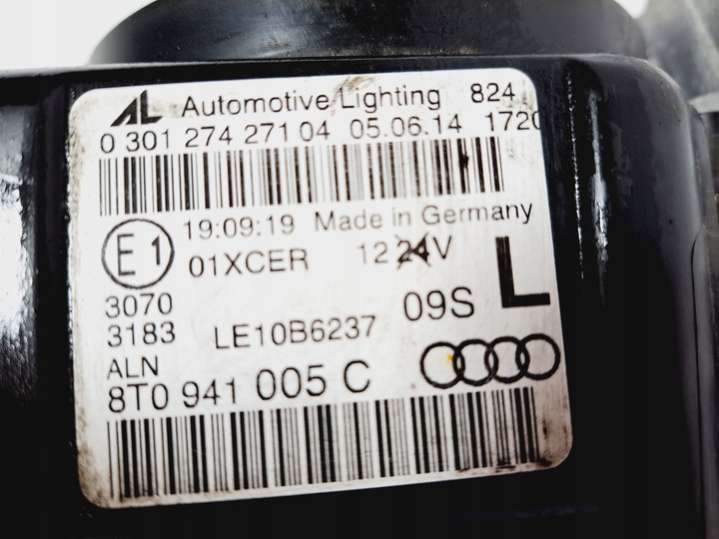 AL Automotive Lighting 824
0 301 274 271 04 05.06.14 1720
19:09:19 Made in Germany
E1 01XCER 12 24V
3070 09S L
3183 LE10B6237
ALN
8T0 941 005 C